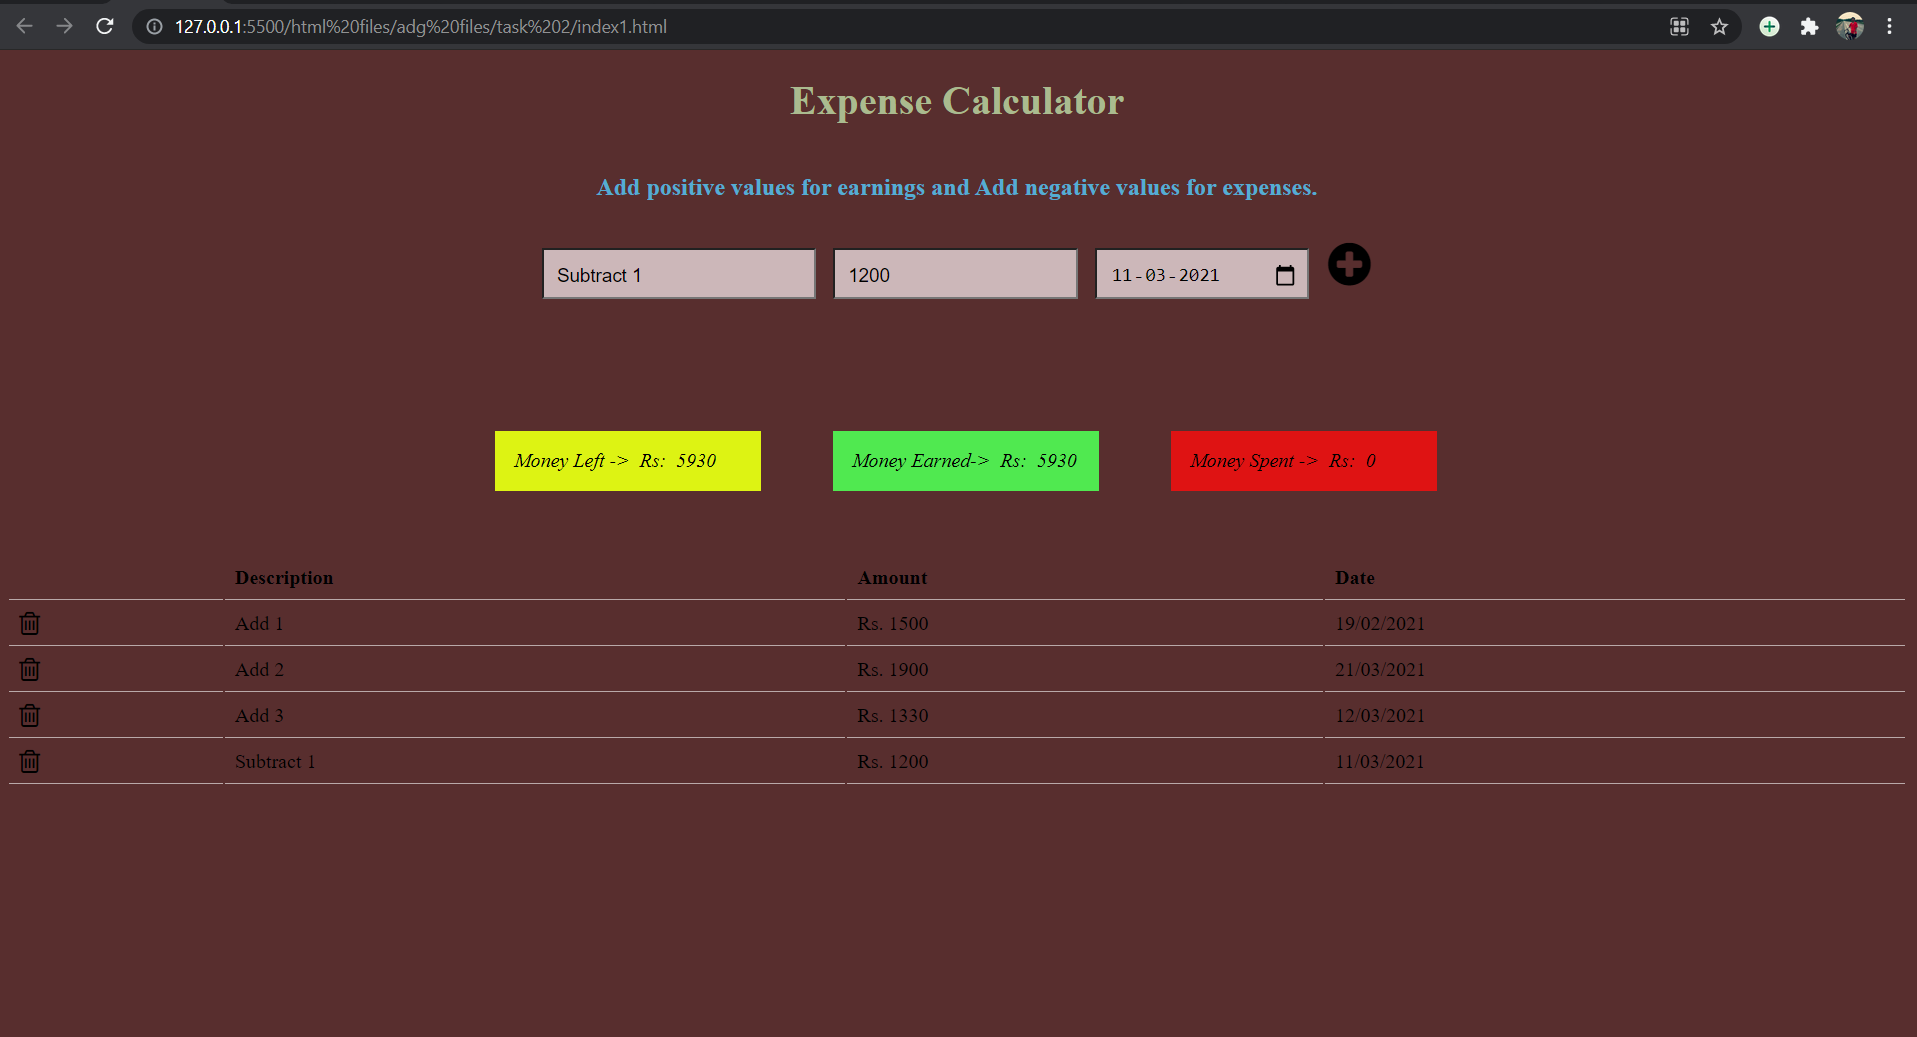 127.0.0.1:5500/html%20files/adg%20files/task%202/index1.html
Expense Calculator
Add positive values for earnings and Add negative values for expenses.
Subtract 1 1200 11-03-2021
Money Left -> Rs: 5930 Money Earned-> Rs: 5930 Money Spent -> Rs: 0
Description Amount Date
Add 1 Rs. 1500 19/02/2021
Add 2 Rs. 1900 21/03/2021
Add 3 Rs. 1330 12/03/2021
Subtract 1 Rs. 1200 11/03/2021